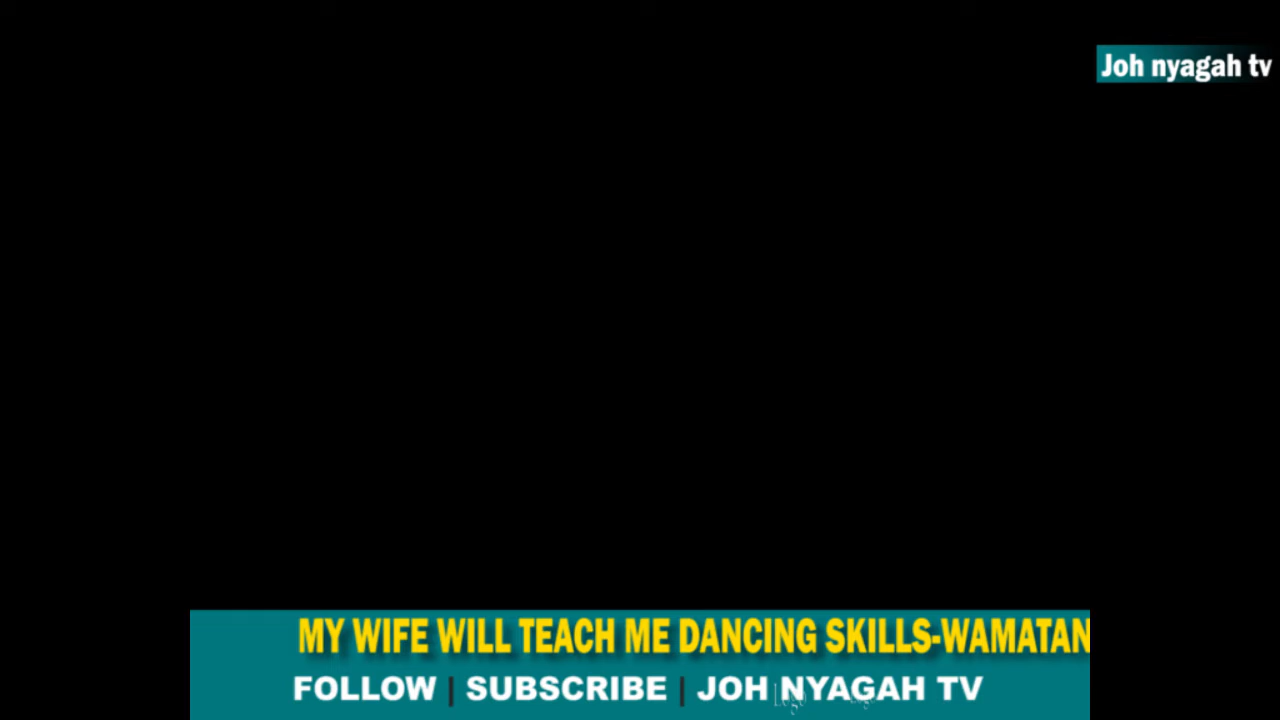 Joh nyagah tv
MY WIFE WILL TEACH ME DANCING SKILLS-WAMATAN
FOLLOW | SUBSCRIBE | JOH NYAGAH TV